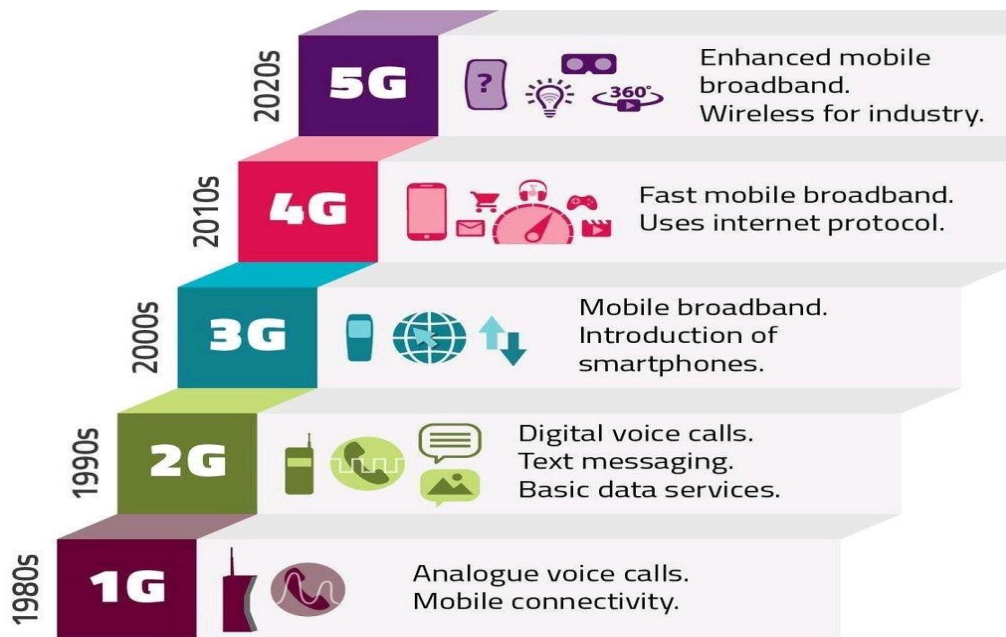 2020s
5G
?
360°
Enhanced mobile
broadband.
Wireless for industry.
2010s
4G
Fast mobile broadband.
Uses internet protocol.
2000s
3G
Mobile broadband.
Introduction of
smartphones.
1990s
2G
Digital voice calls.
Text messaging.
Basic data services.
1980s
1G
Analogue voice calls.
Mobile connectivity.